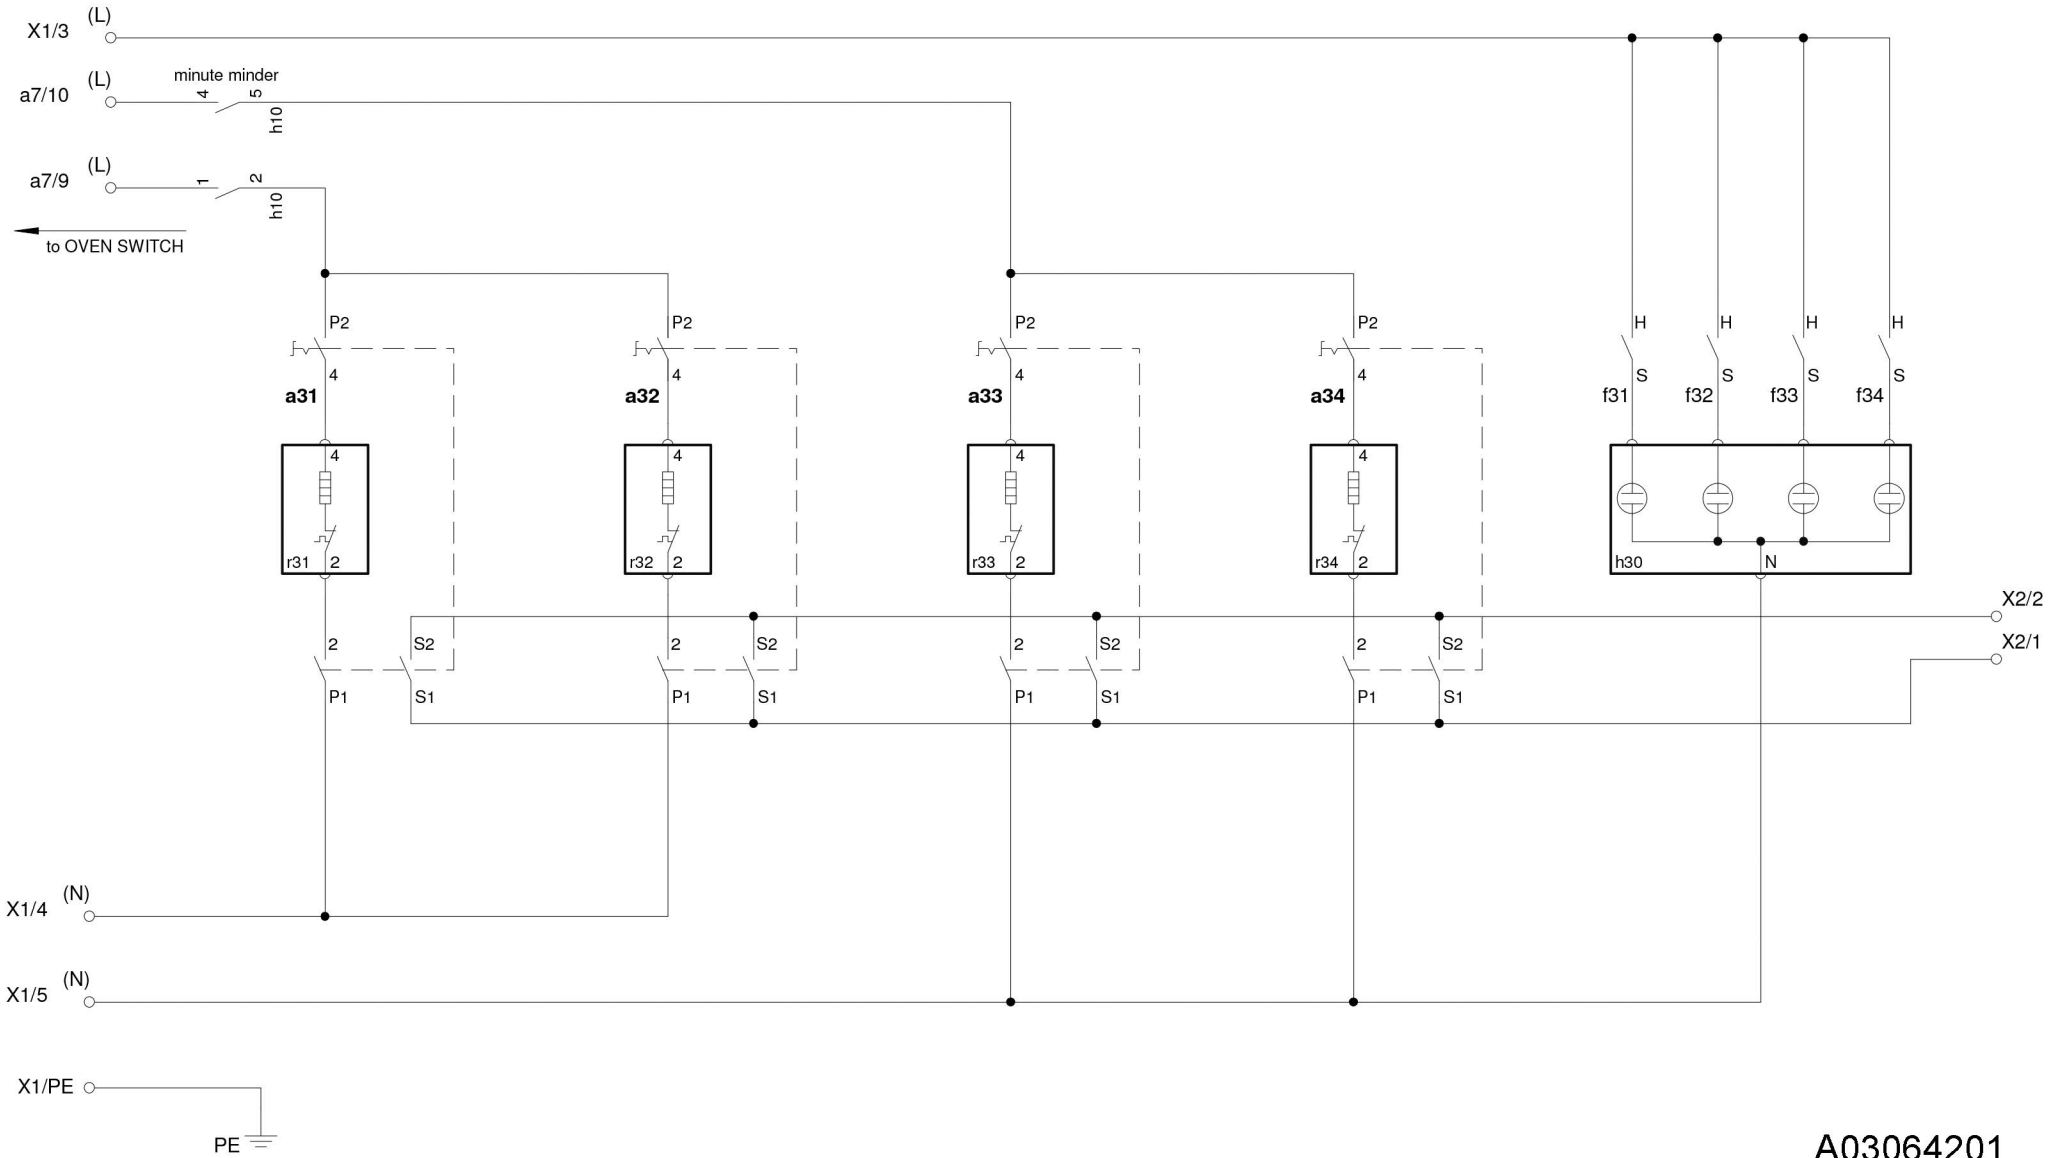 (L)
X1/3
minute minder
(L)
a7/10
4
5
h10
(L)
a7/9
1
2
h10
to OVEN SWITCH
P2
P2
P2
P2
H
H
H
H
4
4
4
4
S
S
S
S
a31
a32
a33
a34
f31
f32
f33
f34
4
4
4
4
r31
2
r32
2
r33
2
r34
2
h30
N
X2/2
2
S2
2
S2
2
S2
2
S2
X2/1
P1
S1
P1
S1
P1
S1
P1
S1
(N)
X1/4
(N)
X1/5
X1/PE
PE
A03064201